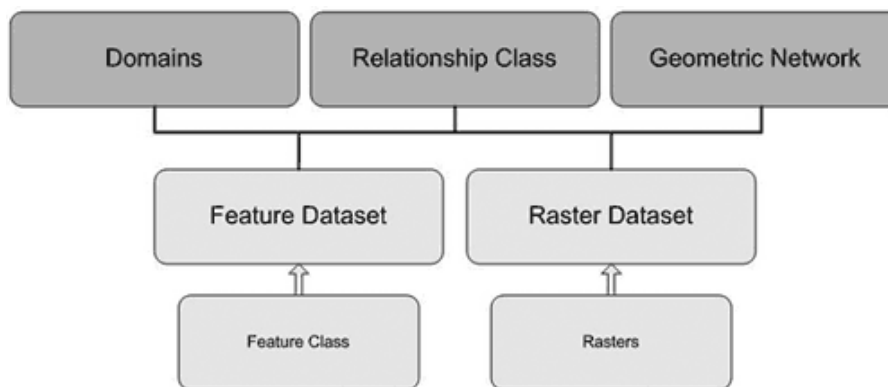 Domains
Relationship Class
Geometric Network
Feature Dataset
Raster Dataset
Feature Class
Rasters